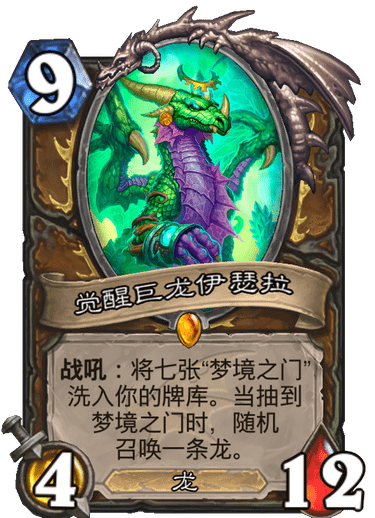 9
觉醒巨龙伊瑟拉
战吼：将七张“梦境之门”
洗入你的牌库。当抽到
梦境之门时，随机
召唤一条龙。
4
龙
12